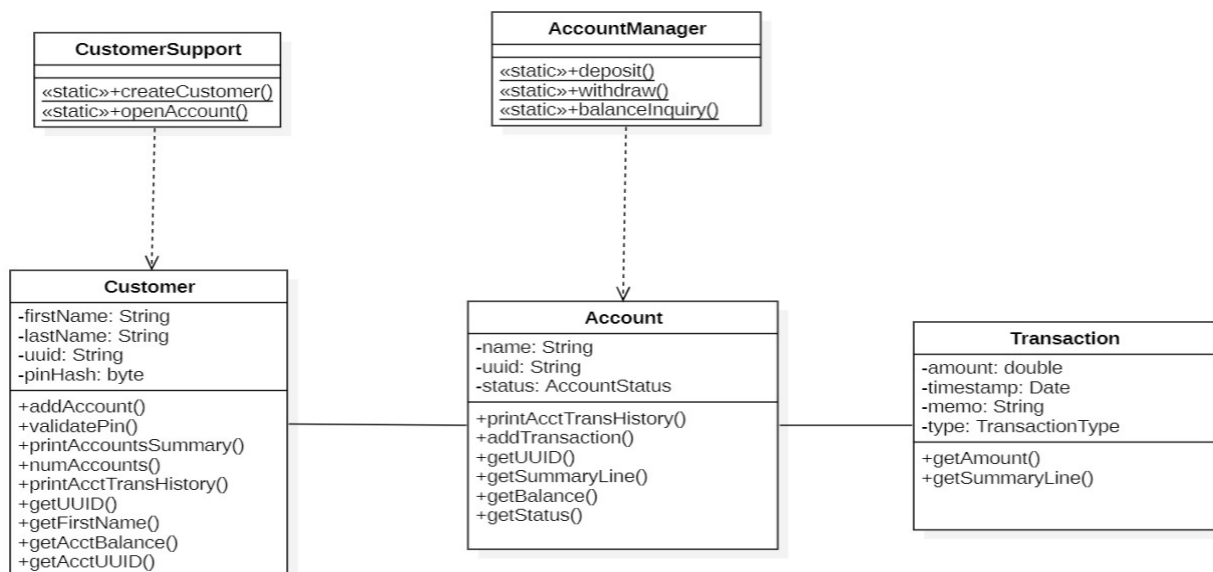 CustomerSupport
«static»+createCustomer()
«static»+openAccount()
AccountManager
«static»+deposit()
«static»+withdraw()
«static»+balanceInquiry()
Customer
-firstName: String
-lastName: String
-uuid: String
-pinHash: byte
+addAccount()
+validatePin()
+printAccountsSummary()
+numAccounts()
+printAcctTransHistory()
+getUUID()
+getFirstName()
+getAcctBalance()
+getAcctUUID()
Account
-name: String
-uuid: String
-status: AccountStatus
+printAcctTransHistory()
+addTransaction()
+getUUID()
+getSummaryLine()
+getBalance()
+getStatus()
Transaction
-amount: double
-timestamp: Date
-memo: String
-type: TransactionType
+getAmount()
+getSummaryLine()